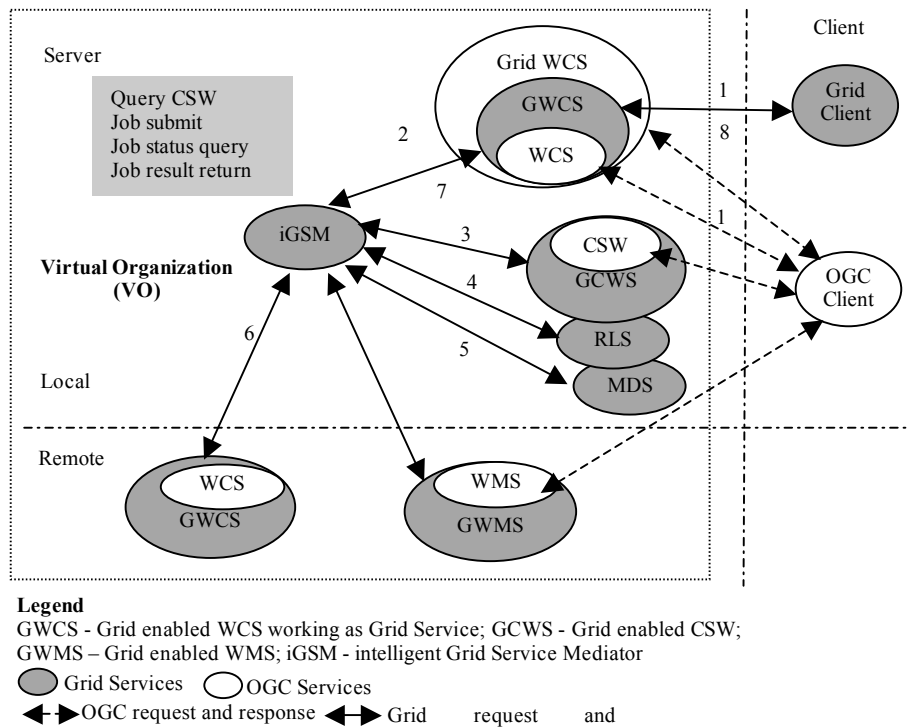 Server
Client
Grid WCS
Query CSW
Job submit
Job status query
Job result return
GWCS
WCS
1
8
Grid
Client
2
7
iGSM
3
CSW
GCWS
1
OGC
Client
Virtual Organization
(VO)
4
RLS
6
5
MDS
Local
Remote
WCS
GWCS
WMS
GWMS
Legend
GWCS - Grid enabled WCS working as Grid Service; GCWS - Grid enabled CSW;
GWMS – Grid enabled WMS; iGSM - intelligent Grid Service Mediator
Grid Services OGC Services
OGC request and response Grid request and